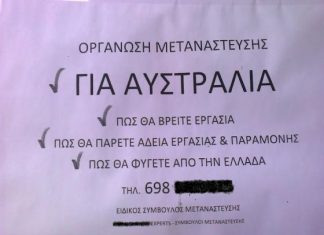 ΟΡΓΑΝΩΣΗ ΜΕΤΑΝΑΣΤΕΥΣΗΣ
ΓΙΑ ΑΥΣΤΡΑΛΙΑ
ΠΩΣ ΘΑ ΒΡΕΙΤΕ ΕΡΓΑΣΙΑ
ΠΩΣ ΘΑ ΠΑΡΕΤΕ ΑΔΕΙΑ ΕΡΓΑΣΙΑΣ & ΠΑΡΑΜΟΝΗΣ
ΠΩΣ ΘΑ ΦΥΓΕΤΕ ΑΠΟ ΤΗΝ ΕΛΛΑΔΑ
ΤΗΛ. 698
ΕΙΔΙΚΟΣ ΣΥΜΒΟΥΛΟΣ ΜΕΤΑΝΑΣΤΕΥΣΗΣ
EXPERTS - ΣΥΜΒΟΥΛΟΙ ΜΕΤΑΝΑΣΤΕΥΣΗΣ